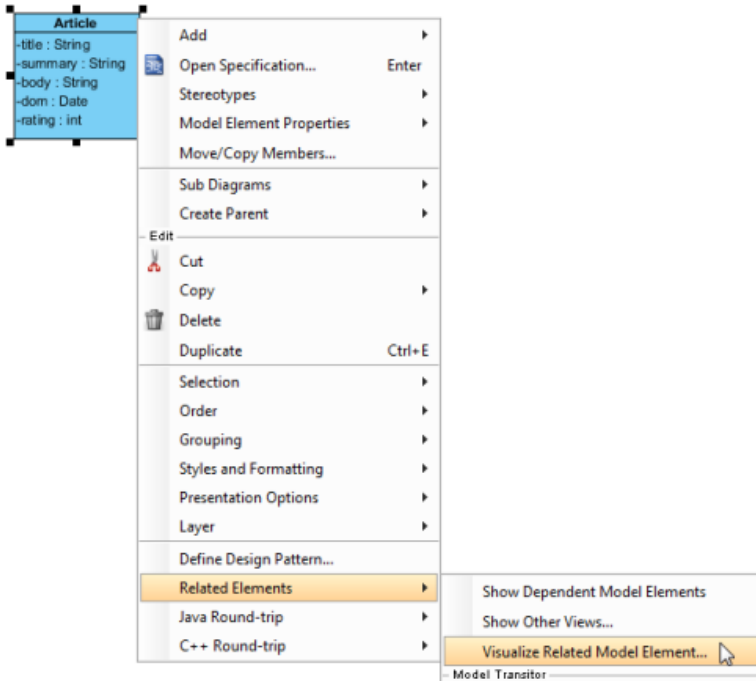 Article
-title : String
-summary : String
-body : String
-dom : Date
-rating : int
Add
Open Specification... Enter
Stereotypes
Model Element Properties
Move/Copy Members...
Sub Diagrams
Create Parent
Edit
Cut
Copy
Delete
Duplicate Ctrl+E
Selection
Order
Grouping
Styles and Formatting
Presentation Options
Layer
Define Design Pattern...
Related Elements
Java Round-trip
C++ Round-trip
Show Dependent Model Elements
Show Other Views...
Visualize Related Model Element...
Model Transitor